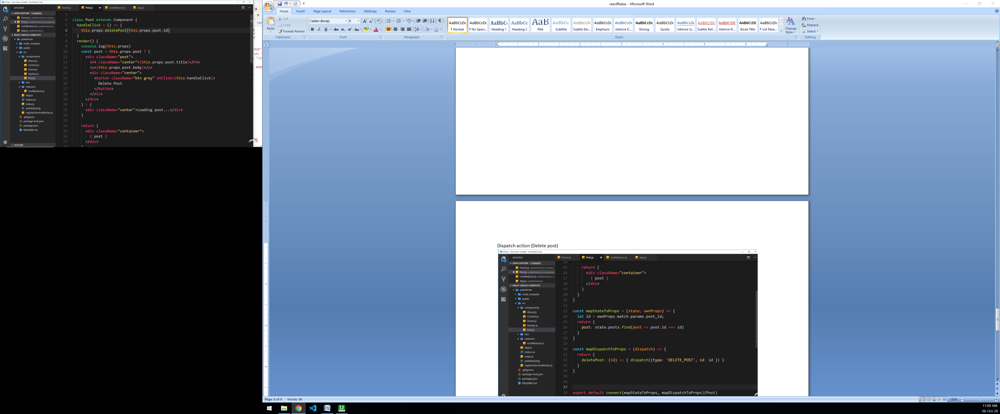 Post.js - react-redux-complete - Visual Studio Code
EXPLORER
OPEN EDITORS 1 UNSAVED
Home.js poketimes\src\compo...
Post.js poketimes\src\compone...
rootReducer.js poketimes\src\...
App.js poketimes\src
REACT-REDUX-COMPLETE
poketimes
node_modules
public
src
components
About.js
Contact.js
Home.js
Navbar.js
Post.js
hoc
reducers
rootReducer.js
App.js
index.css
index.js
pokeball.png
registerServiceWorker.js
.gitignore
package-lock.json
package.json
README.md
OUTLINE
Home.js Post.js rootReducer.js App.js
3
4 class Post extends Component {
5 handleClick = () => {
6 this.props.deletePost(this.props.post.id)
7 }
8 render() {
9 console.log(this.props)
10 const post = this.props.post ? (
11 <div className="post">
12 <h4 className="center">{this.props.post.title}</h4>
13 <p>{this.props.post.body}</p>
14 <div className="center">
15 <button className="btn grey" onClick={this.handleClick}>
16 Delete Post
17 </button>
18 </div>
19 </div>
20 ) : (
21 <div className="center">Loading post...</div>
22 )
23
24 return (
25 <div className="container">
26 { post }
27 </div>
28 )
Def
"POP"
rch:
"/1"
amet
reactRedux - Microsoft Word
Home Insert Page Layout References Mailings Review View
Paste
Cut
Copy
Format Painter
Clipboard
Calibri (Body) 9
Font
Paragraph
AaBbCcDc AaBbCcDc AaBbC AaBbCc AaB AaBbCc. AaBbCcDc AaBbCcDc AaBbCcDc AaBbCcDc AaBbCcDc AaBbCcDc AABBCCDC AABBCCDC AABBCCDC AaBbCcDc
¶ Normal ¶ No Spaci... Heading 1 Heading 2 Title Subtitle Subtle Em... Emphasis Intense E... Strong Quote Intense Q... Subtle Ref... Intense R... Book Title ¶ List Para...
Change Styles
Styles
Find
Replace
Select
Editing
1 1 2 3 4 5 6 7
Dispatch action (Delete post)
Post.js - react-redux-complete - Visual Studio Code
EXPLORER
OPEN EDITORS 1 UNSAVED
Home.js poketimes\src\compo...
Post.js poketimes\src\compone...
rootReducer.js poketimes\src\...
App.js poketimes\src
REACT-REDUX-COMPLETE
poketimes
node_modules
public
src
components
About.js
Contact.js
Home.js
Navbar.js
Post.js
hoc
reducers
rootReducer.js
App.js
index.css
index.js
pokeball.png
registerServiceWorker.js
.gitignore
package-lock.json
package.json
README.md
Home.js Post.js rootReducer.js App.js
14
15 return (
16 <div className="container">
17 { post }
18 </div>
19 )
20 }
21 }
22
23 const mapStateToProps = (state, ownProps) => {
24 let id = ownProps.match.params.post_id;
25 return {
26 post: state.posts.find(post => post.id === id)
27 }
28 }
29
30 const mapDispatchToProps = (dispatch) => {
31 return {
32 deletePost: (id) => { dispatch({type: 'DELETE_POST', id: id }) }
33 }
34 }
35
36
37
38 export default connect(mapStateToProps, mapDispatchToProps)(Post)
Page: 8 of 8 Words: 96
150%
11:00 AM
06-Oct-20